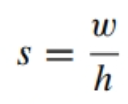 s = w/h